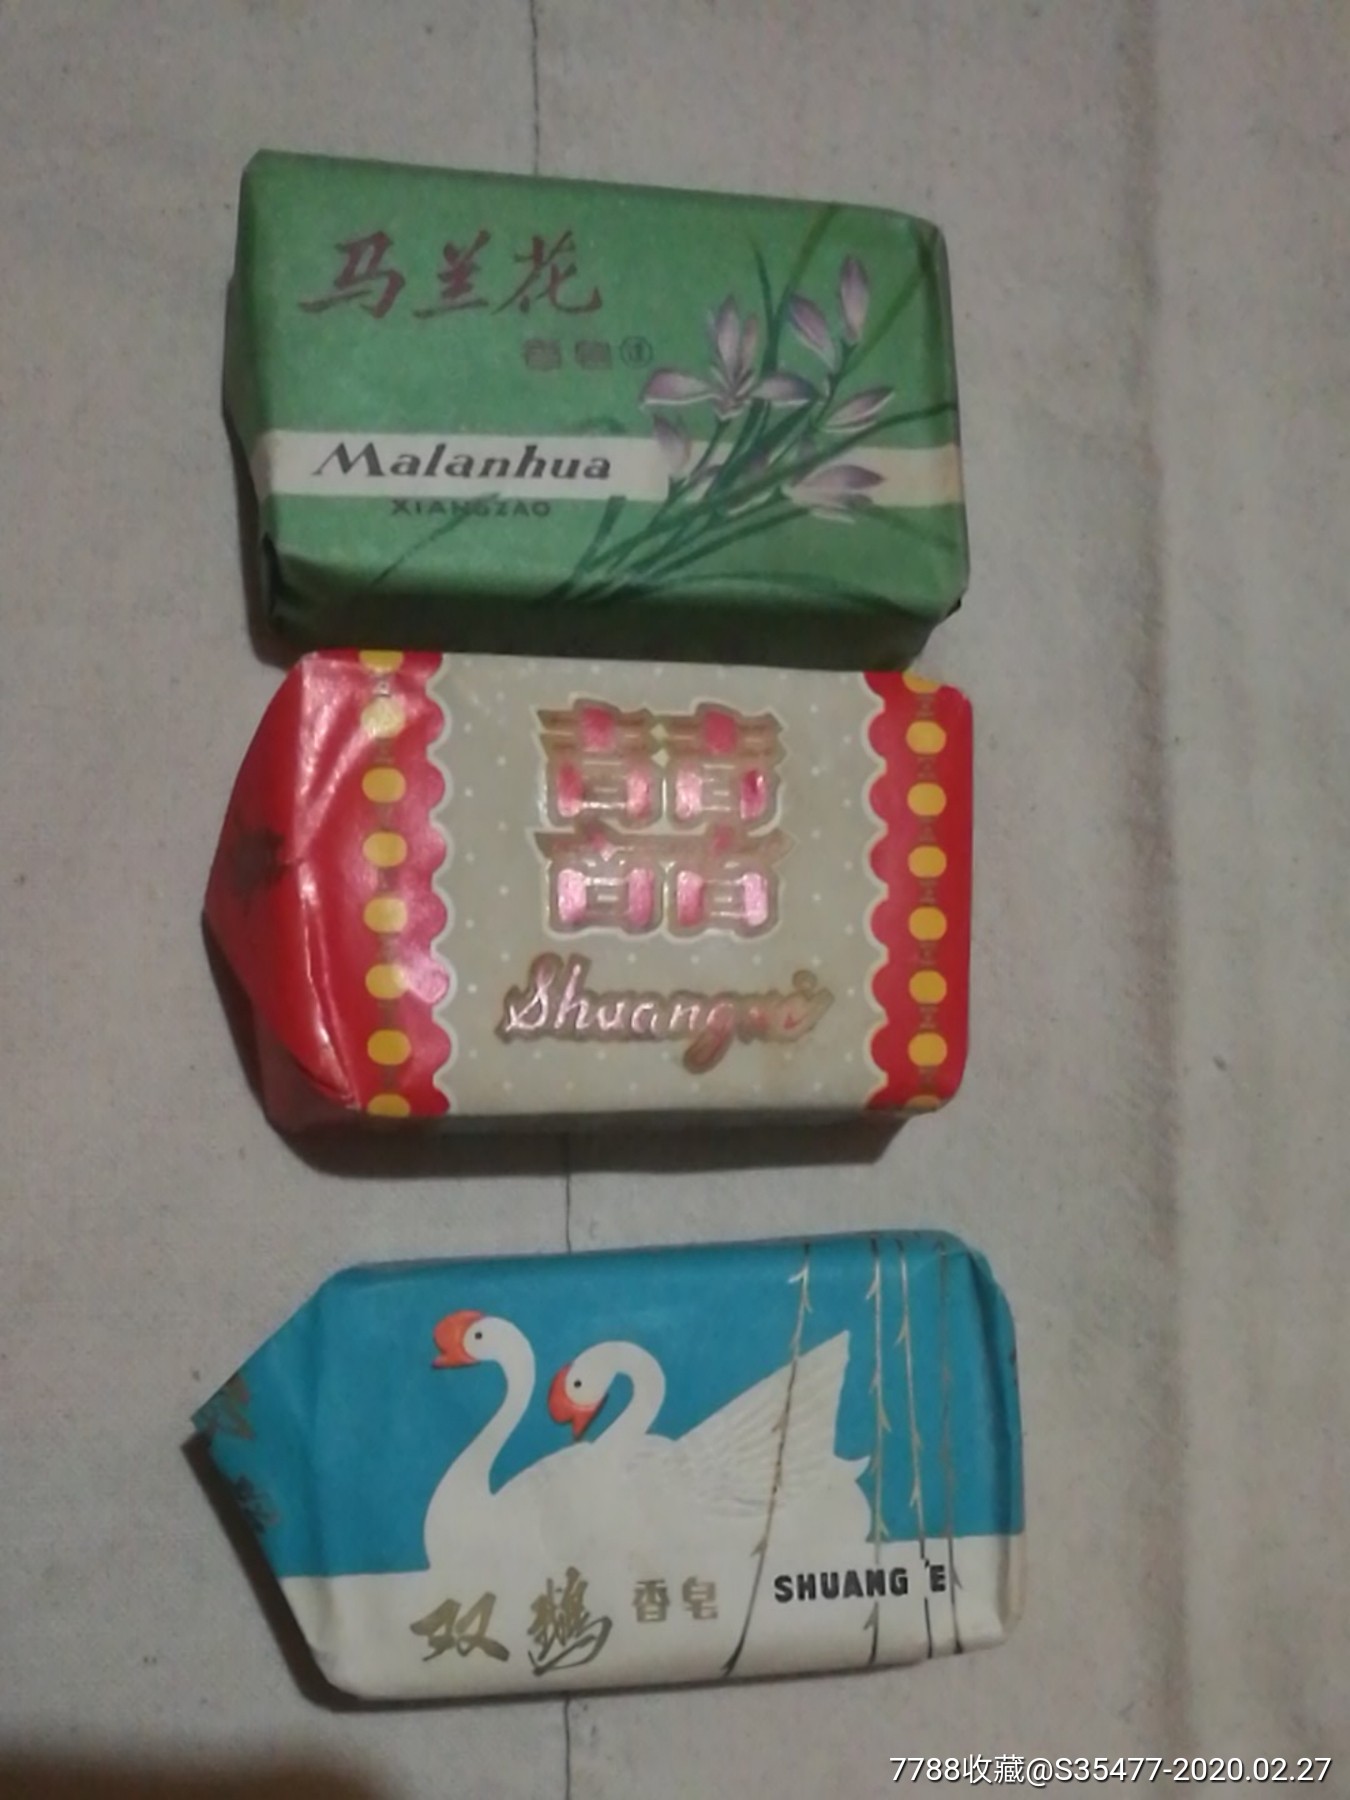 马兰花
香皂
Malanhua
XIANGZAO
囍
Shuangxi
双鹅 香皂 SHUANG 'E
7788收藏@S35477-2020.02.27